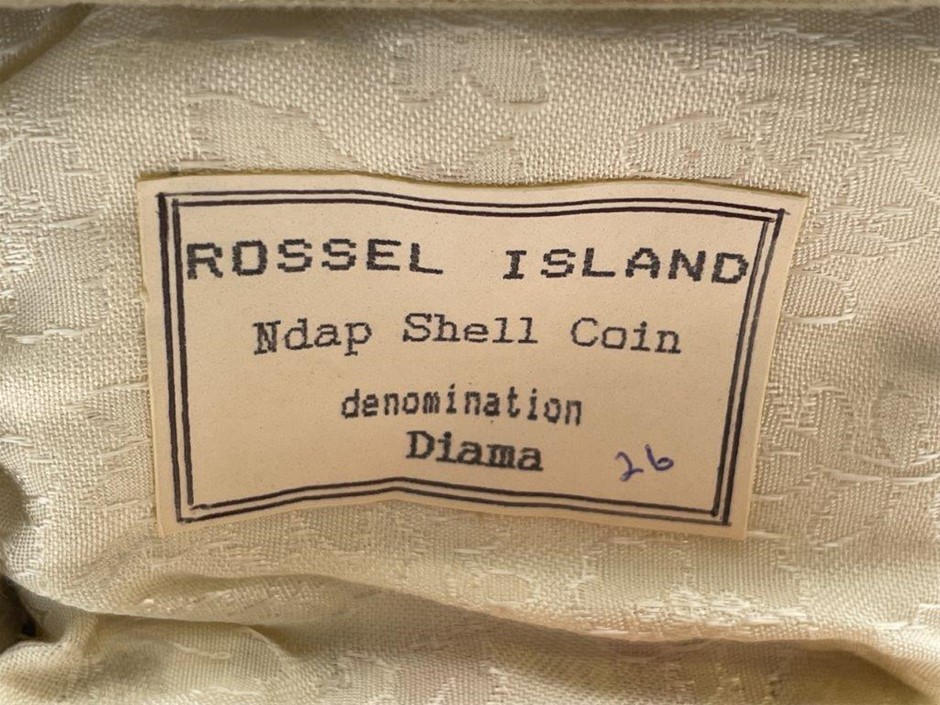 ROSSEL ISLAND
Ndap Shell Coin
denomination
Diama 26